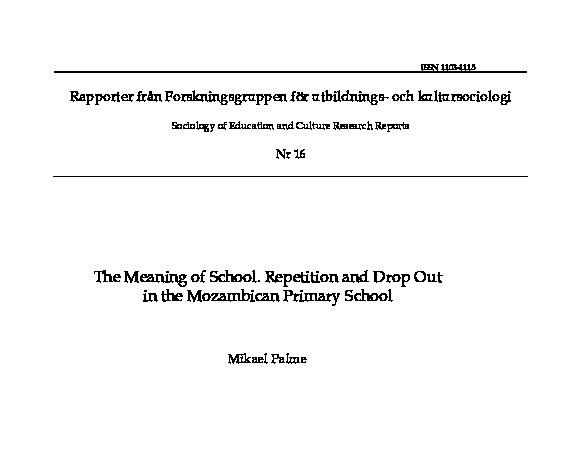 ISSN 1103-1115
Rapporter från Forskningsgruppen för utbildnings- och kultursociologi
Sociology of Education and Culture Research Reports
Nr 16
The Meaning of School. Repetition and Drop Out
in the Mozambican Primary School
Mikael Palme